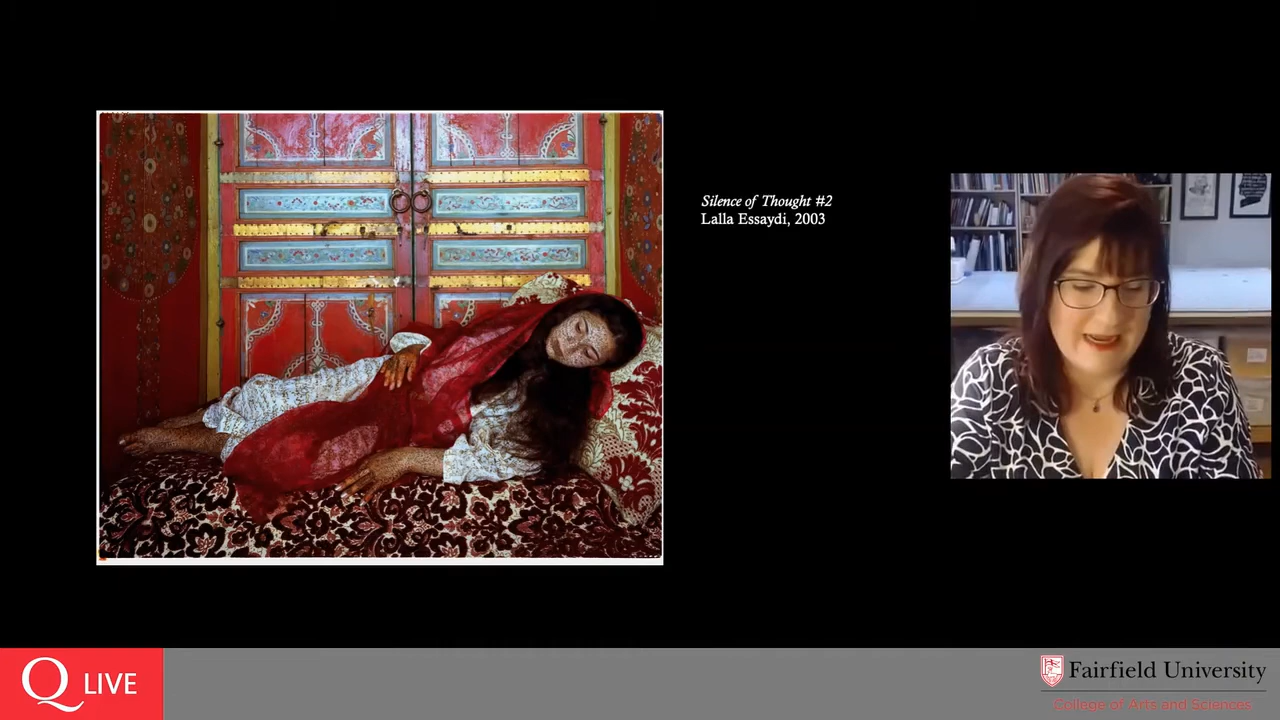 Silence of Thought #2
Lalla Essaydi, 2003
Q LIVE
Fairfield University
College of Arts and Sciences